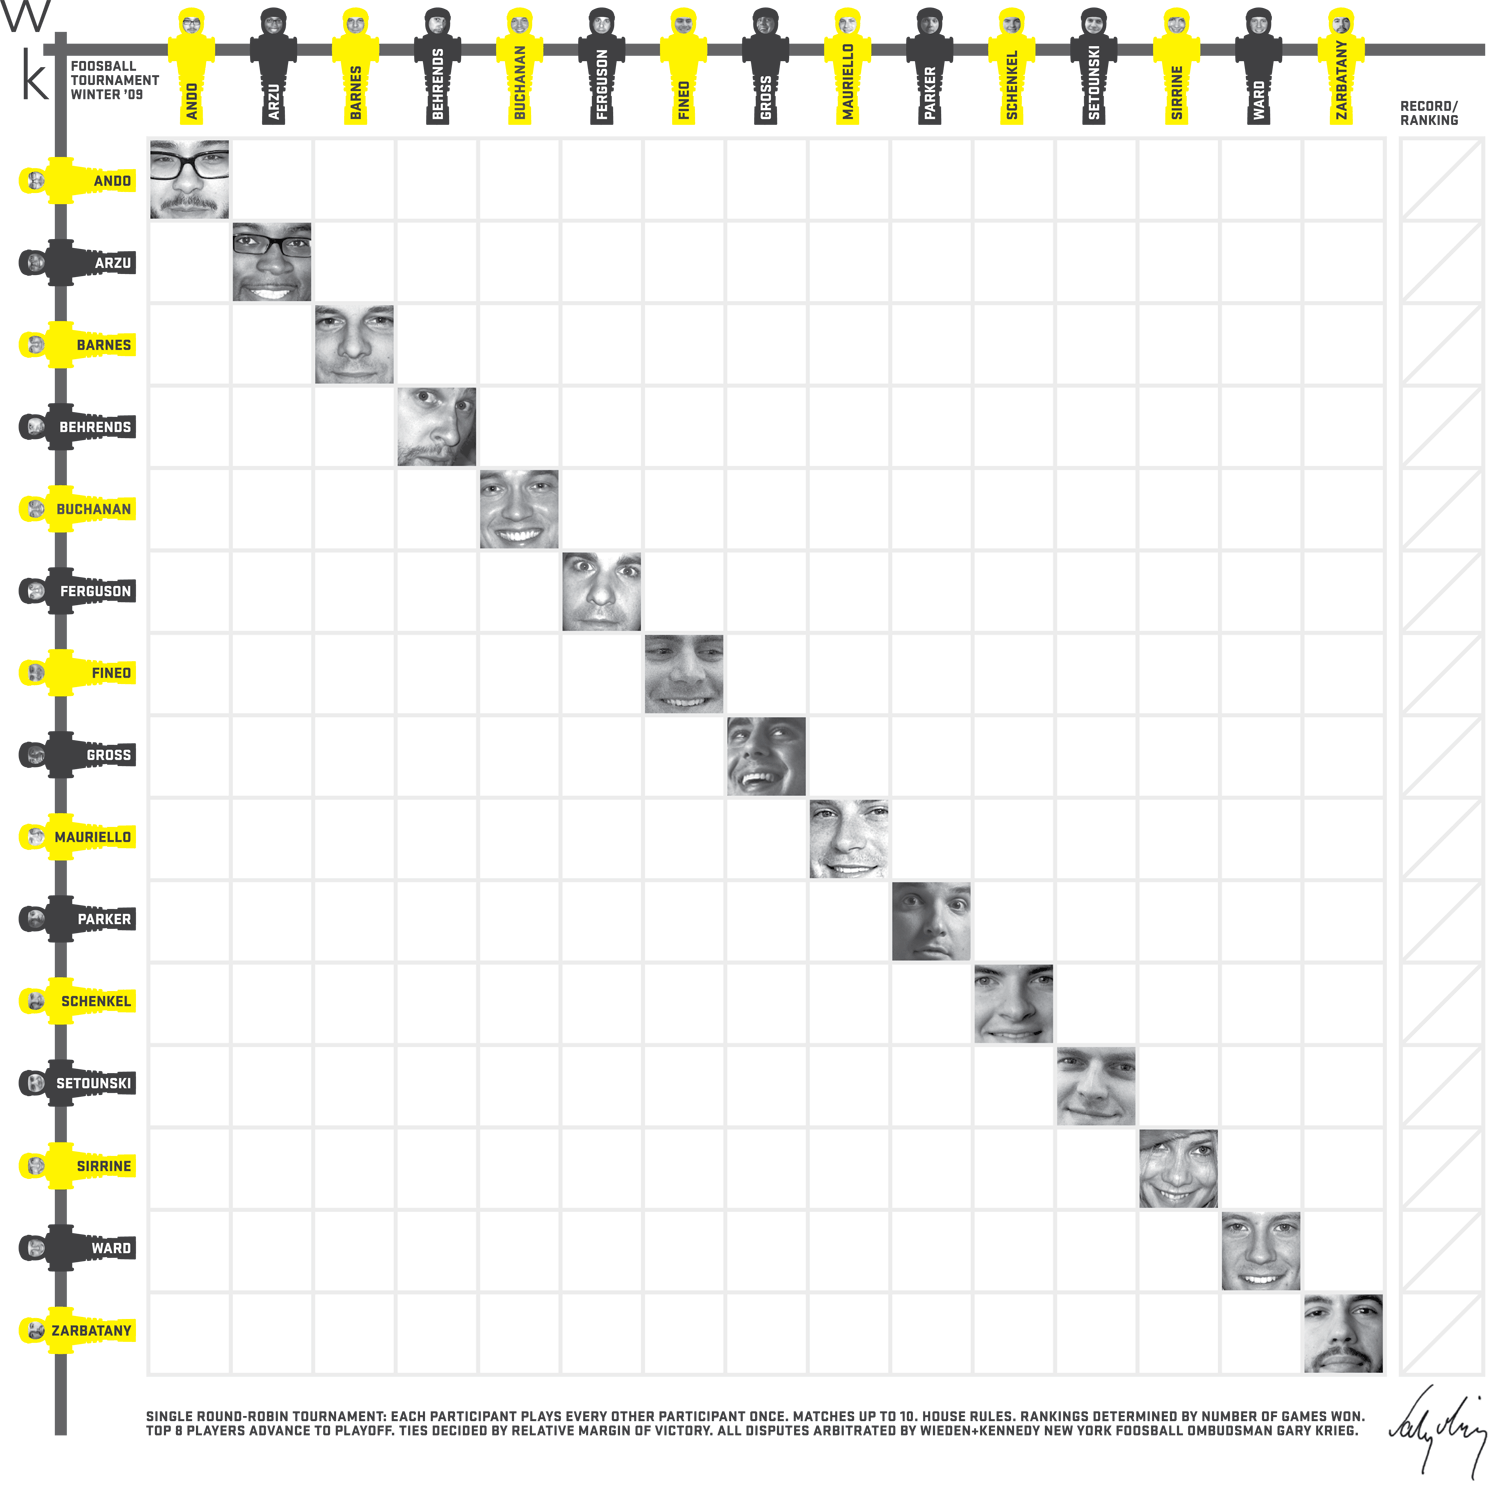 W
k
FOOSBALL
TOURNAMENT
WINTER '09
ANDO
ARZU
BARNES
BEHRENDS
BUCHANAN
FERGUSON
FINEO
GROSS
MAURIELLO
PARKER
SCHENKEL
SETOUNSKI
SIRRINE
WARD
ZARBATANY
RECORD/
RANKING
ANDO
ARZU
BARNES
BEHRENDS
BUCHANAN
FERGUSON
FINEO
GROSS
MAURIELLO
PARKER
SCHENKEL
SETOUNSKI
SIRRINE
WARD
ZARBATANY
SINGLE ROUND-ROBIN TOURNAMENT: EACH PARTICIPANT PLAYS EVERY OTHER PARTICIPANT ONCE. MATCHES UP TO 10. HOUSE RULES. RANKINGS DETERMINED BY NUMBER OF GAMES WON.
TOP 8 PLAYERS ADVANCE TO PLAYOFF. TIES DECIDED BY RELATIVE MARGIN OF VICTORY. ALL DISPUTES ARBITRATED BY WIEDEN+KENNEDY NEW YORK FOOSBALL OMBUDSMAN GARY KRIEG.